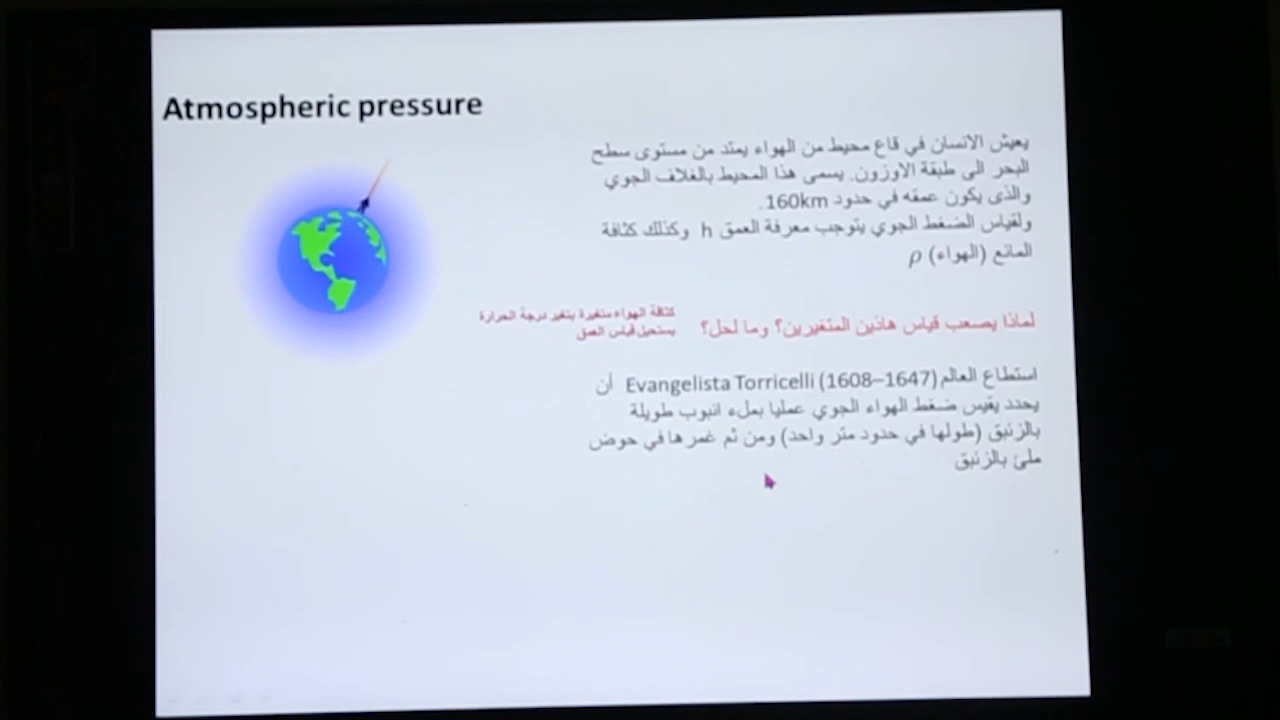 Atmospheric pressure
يعيش الانسان في قاع محيط من الهواء يمتد من مستوى سطح
البحر الى طبقة الاوزون. يسمى هذا المحيط بالغلاف الجوي
والذى يكون عمقه في حدود 160km.
ولقياس الضغط الجوي يتوجب معرفة العمق h وكذلك كثافة
المائع (الهواء) ρ
لماذا يصعب قياس هاذين المتغيرين؟ وما لحل؟
كثافة الهواء متغيرة بتغير درجة الحرارة
يستحيل قياس العمق
استطاع العالم Evangelista Torricelli (1608–1647) أن
يحدد يقيس ضغط الهواء الجوي عمليا بملء انبوب طويلة
بالزئبق (طولها في حدود متر واحد) ومن ثم غمرها في حوض
ملئ بالزئبق